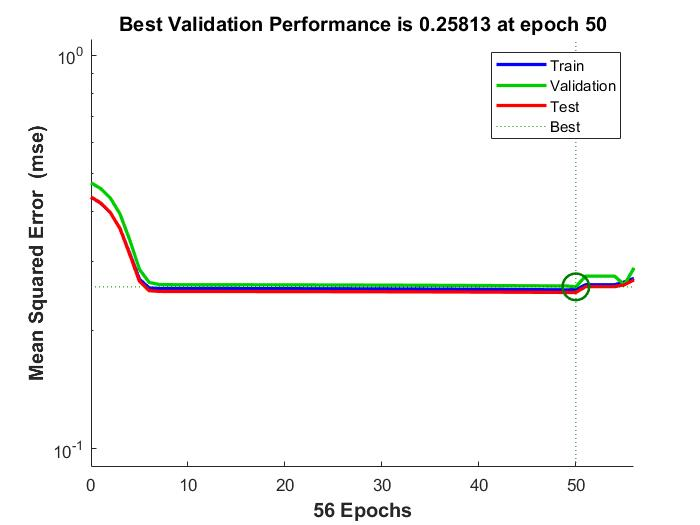 Best Validation Performance is 0.25813 at epoch 50
Train
Validation
Test
Best
10^0
10^-1
Mean Squared Error  (mse)
0 10 20 30 40 50
56 Epochs